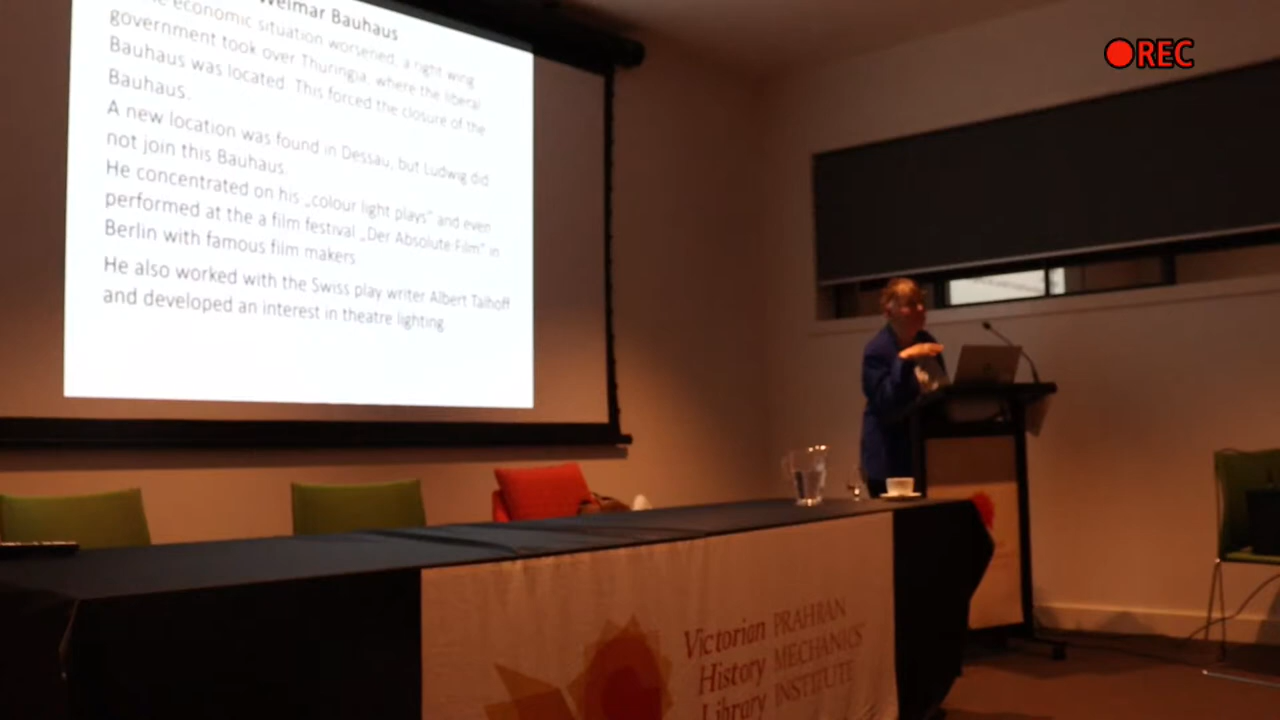 Weimar Bauhaus
economic situation worsened, a right wing
government took over Thuringia, where the liberal
Bauhaus was located. This forced the closure of the
Bauhaus.
A new location was found in Dessau, but Ludwig did
not join this Bauhaus.
He concentrated on his „colour light plays" and even
performed at the a film festival „Der Absolute Film" in
Berlin with famous film makers
He also worked with the Swiss play writer Albert Talhoff
and developed an interest in theatre lighting
REC
Victorian PRAHRAN
History MECHANICS'
Library INSTITUTE